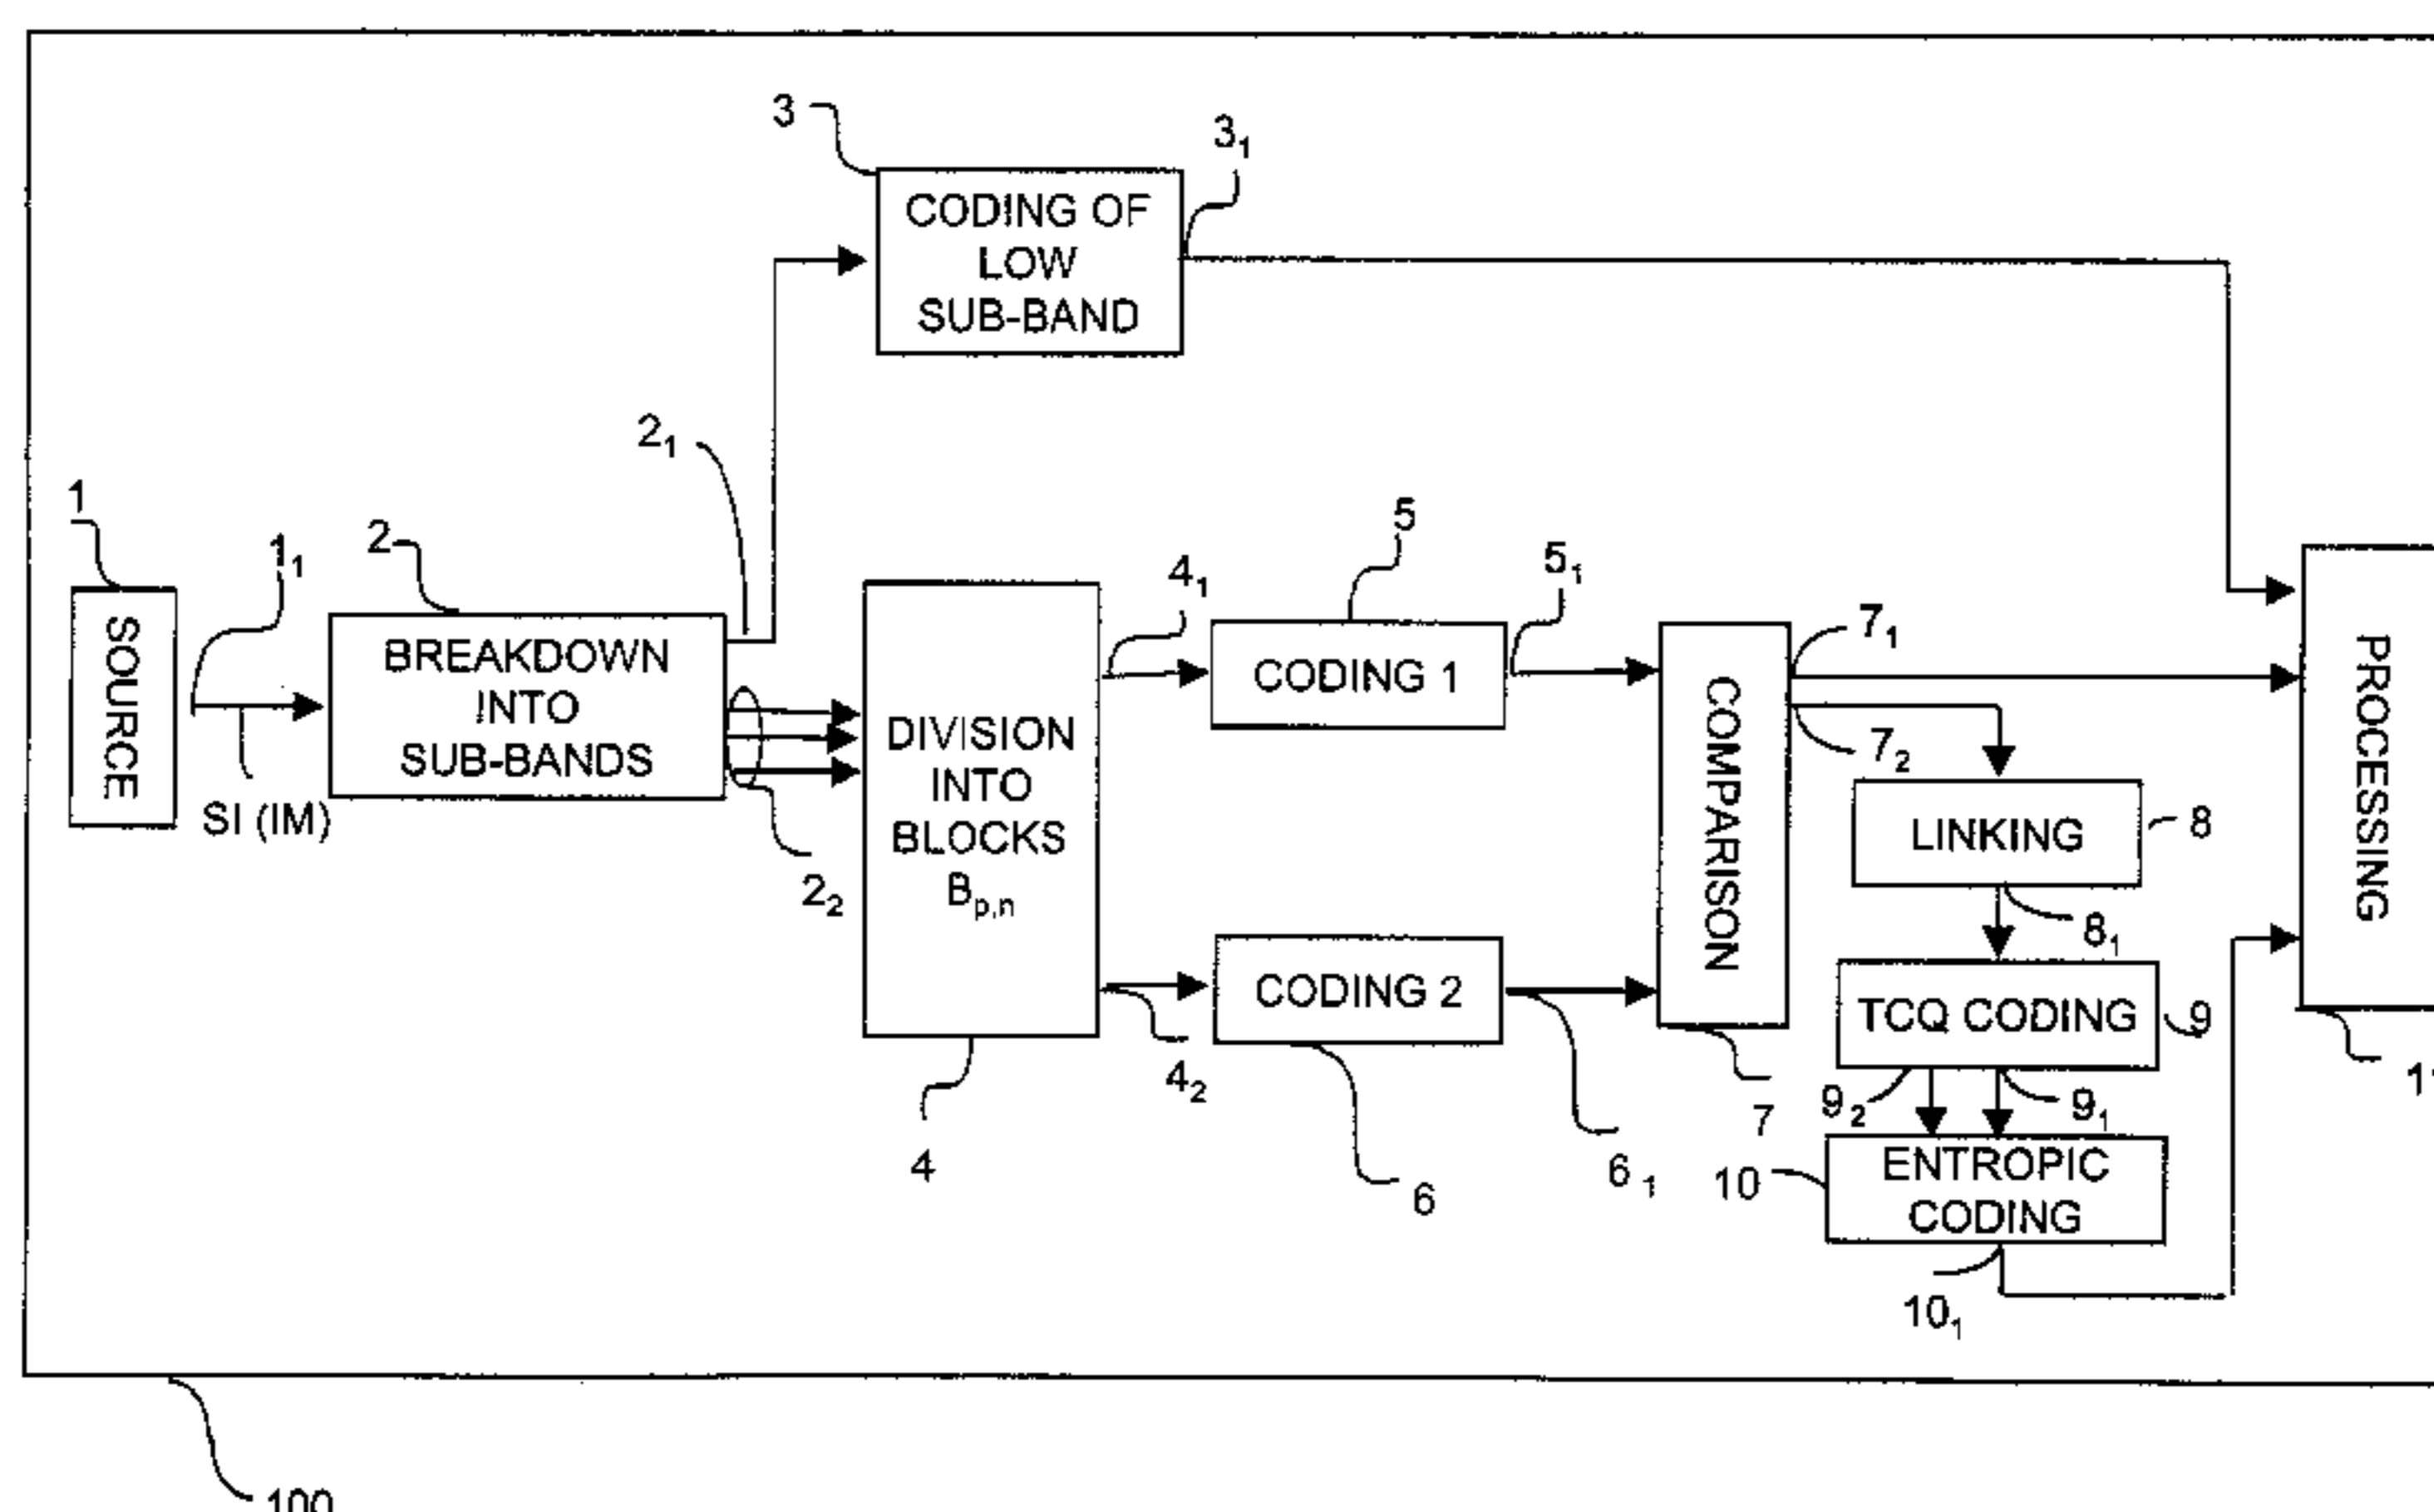 3
3₁
CODING OF
LOW
SUB-BAND
2₁
1
1₁
2
SOURCE
SI (IM)
BREAKDOWN
INTO
SUB-BANDS
2₂
DIVISION
INTO
BLOCKS
Bp,n
4
4₁
4₂
5
CODING 1
5₁
CODING 2
6
6₁
COMPARISON
7
7₁
7₂
LINKING
8
8₁
TCQ CODING
9
9₂
9₁
10
ENTROPIC
CODING
10₁
PROCESSING
100